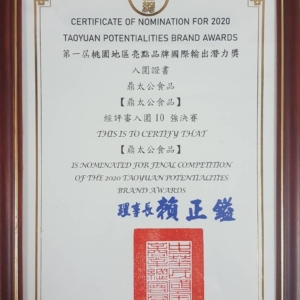 CERTIFICATE OF NOMINATION FOR 2020
TAOYUAN POTENTIALITIES BRAND AWARDS
第一屆桃園地區亮點品牌國際輸出潛力獎
入圍證書
鼎太公食品
【鼎太公食品】
經評審入圍 10 強決賽
THIS IS TO CERTIFY THAT
【鼎太公食品】
IS NOMINATED FOR FINAL COMPETITION
OF THE 2020 TAOYUAN POTENTIALITIES
BRAND AWARDS
理事長 賴正鎰